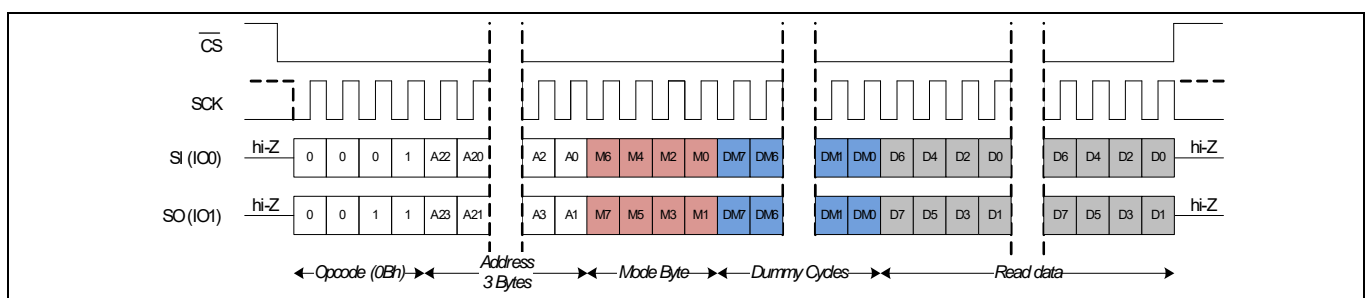 CS
SCK
SI (IO0) hi-Z 0 0 0 1 A22 A20 A2 A0 M6 M4 M2 M0 DM7 DM6 DM1 DM0 D6 D4 D2 D0 D6 D4 D2 D0 hi-Z
SO (IO1) hi-Z 0 0 1 1 A23 A21 A3 A1 M7 M5 M3 M1 DM7 DM6 DM1 DM0 D7 D5 D3 D1 D7 D5 D3 D1 hi-Z
Opcode (0Bh) Address Mode Byte Dummy Cycles Read data
3 Bytes